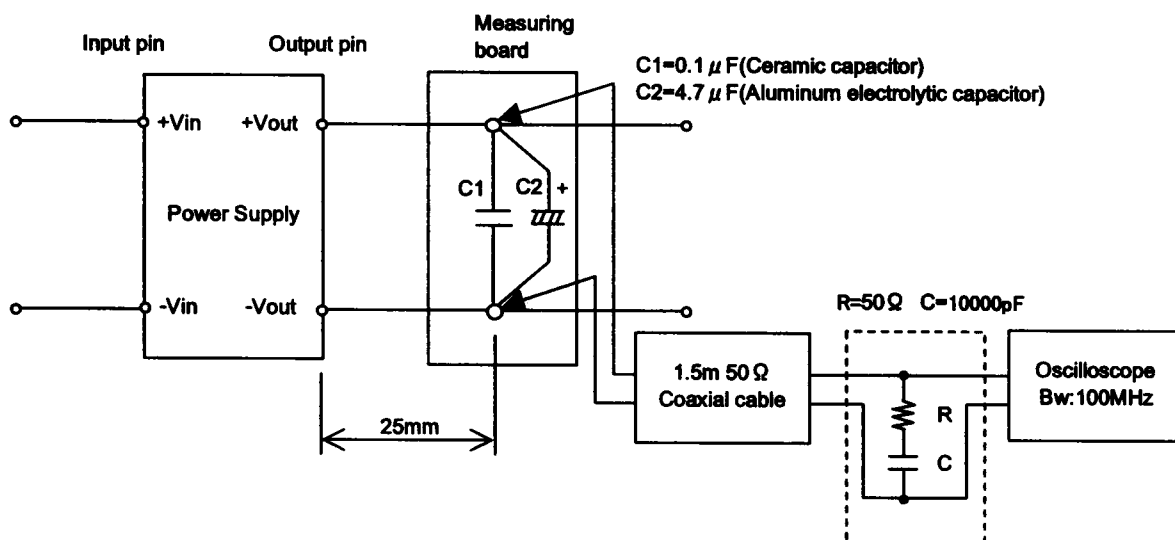 Measuring
board
Input pin
Output pin
C1=0.1μF(Ceramic capacitor)
C2=4.7μF(Aluminum electrolytic capacitor)
+Vin
+Vout
C1
C2
+
Power Supply
-Vin
-Vout
R=50Ω C=10000pF
1.5m 50Ω
Coaxial cable
Oscilloscope
Bw:100MHz
R
25mm
C